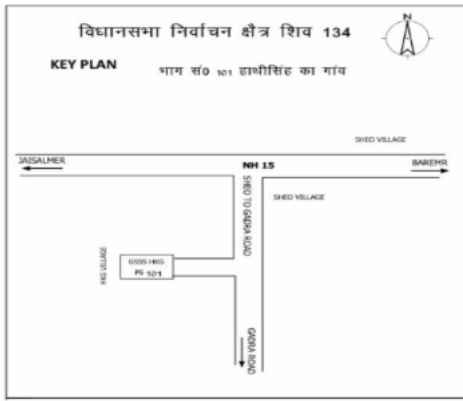 N
विधानसभा निर्वाचन क्षैत्र शिव 134
KEY PLAN
भाग सं0 101 हाथीसिंह का गांव
SHEO VILLAGE
JAISALMER
NH 15
BAREMR
SHEO VILLAGE
SHEO TO GADRA ROAD
HKG VILLAGE
GSSS HKG
PS 101
GADRA ROAD